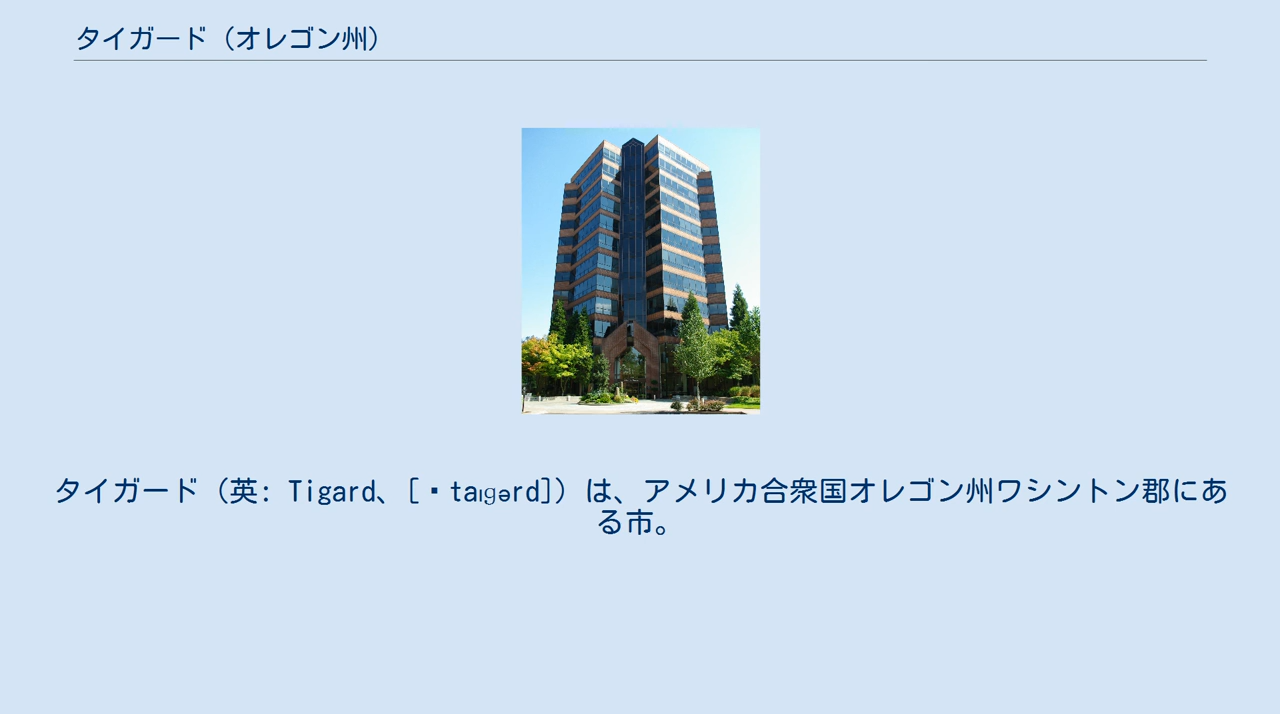 タイガード（オレゴン州）
タイガード（英: Tigard、[ˈtaɪɡərd]）は、アメリカ合衆国オレゴン州ワシントン郡にあ
る市。